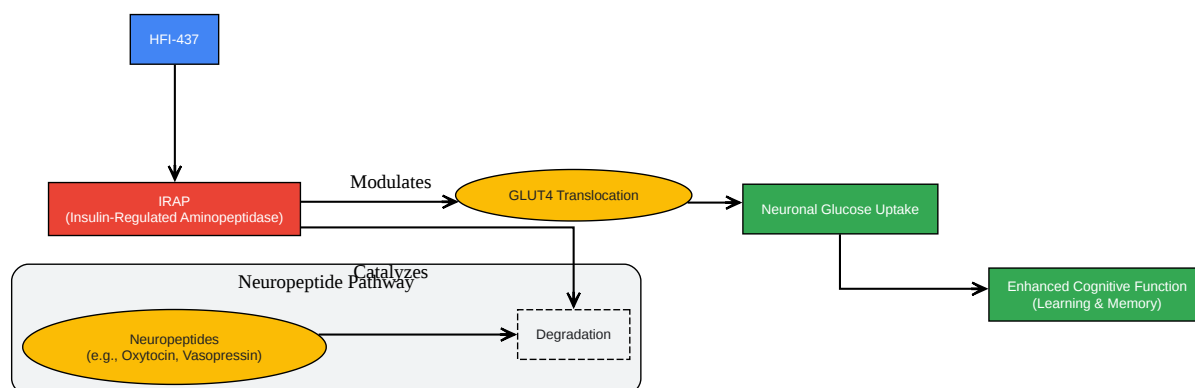 HFI-437
IRAP
(Insulin-Regulated Aminopeptidase)
Modulates
GLUT4 Translocation
Neuronal Glucose Uptake
Catalyzes
Neuropeptide Pathway
Enhanced Cognitive Function
(Learning & Memory)
Neuropeptides
(e.g., Oxytocin, Vasopressin)
Degradation